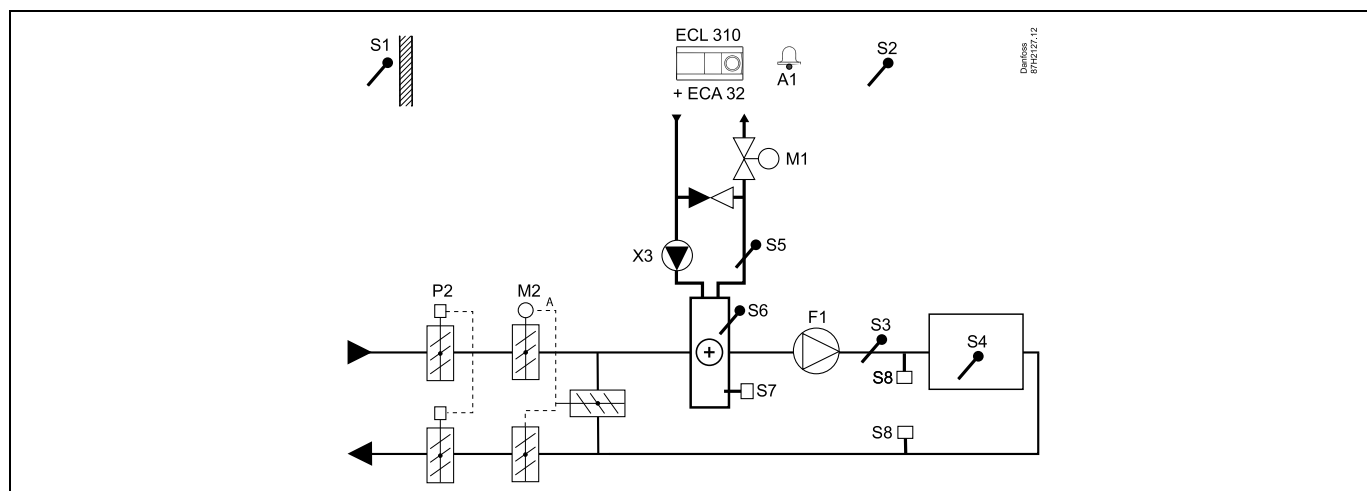 S1
ECL 310
A1
+ ECA 32
S2
Danfoss
87H2127.12
M1
X3
S5
P2
M2
A
S6
F1
S3
S4
S8
S7
S8